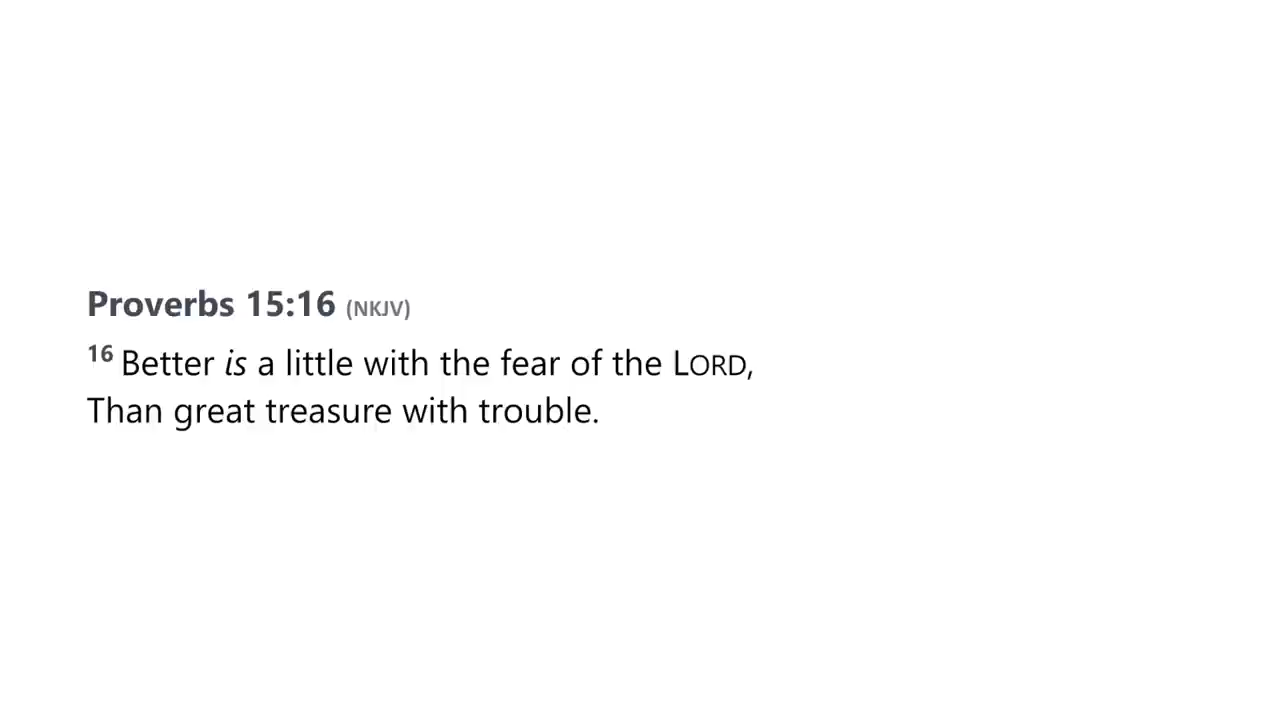 Proverbs 15:16 (NKJV)
16 Better is a little with the fear of the LORD,
Than great treasure with trouble.